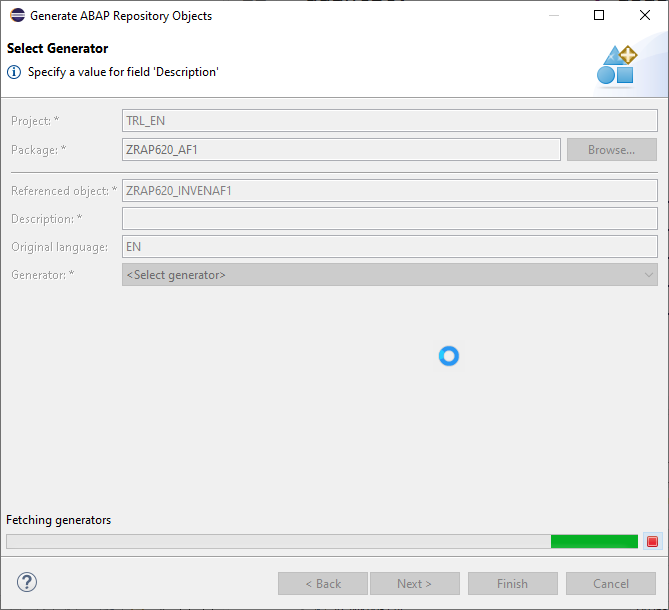 Generate ABAP Repository Objects
Select Generator
Specify a value for field 'Description'
Project: * TRL_EN
Package: * ZRAP620_AF1 Browse...
Referenced object: * ZRAP620_INVENAF1
Description: *
Original language: EN
Generator: * <Select generator>
Fetching generators
< Back Next > Finish Cancel